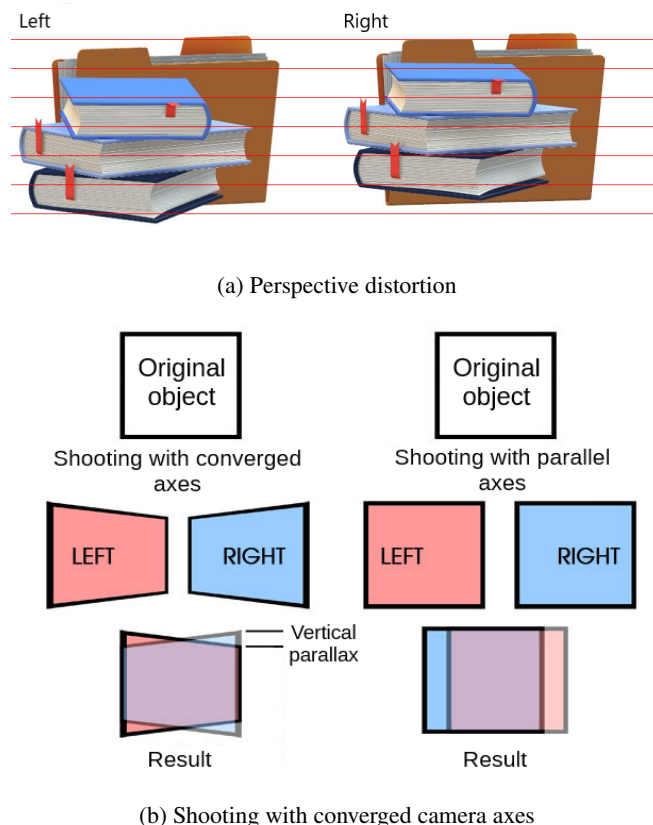 Left
Right
(a) Perspective distortion
Original
object
Original
object
Shooting with converged
axes
Shooting with parallel
axes
LEFT
RIGHT
LEFT
RIGHT
Vertical
parallax
Result
Result
(b) Shooting with converged camera axes